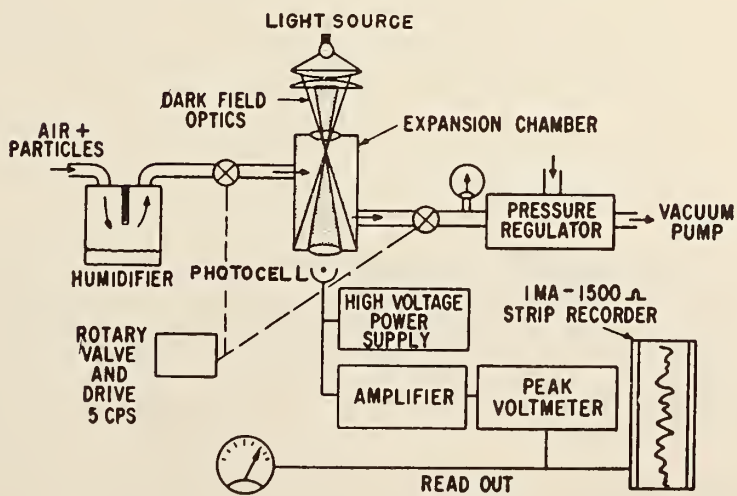 LIGHT SOURCE
DARK FIELD
OPTICS
AIR +
PARTICLES
EXPANSION CHAMBER
HUMIDIFIER
PRESSURE
REGULATOR
VACUUM
PUMP
PHOTOCELL
HIGH VOLTAGE
POWER
SUPPLY
1MA-1500 Ω
STRIP RECORDER
ROTARY
VALVE
AND
DRIVE
5 CPS
AMPLIFIER
PEAK
VOLTMETER
READ OUT